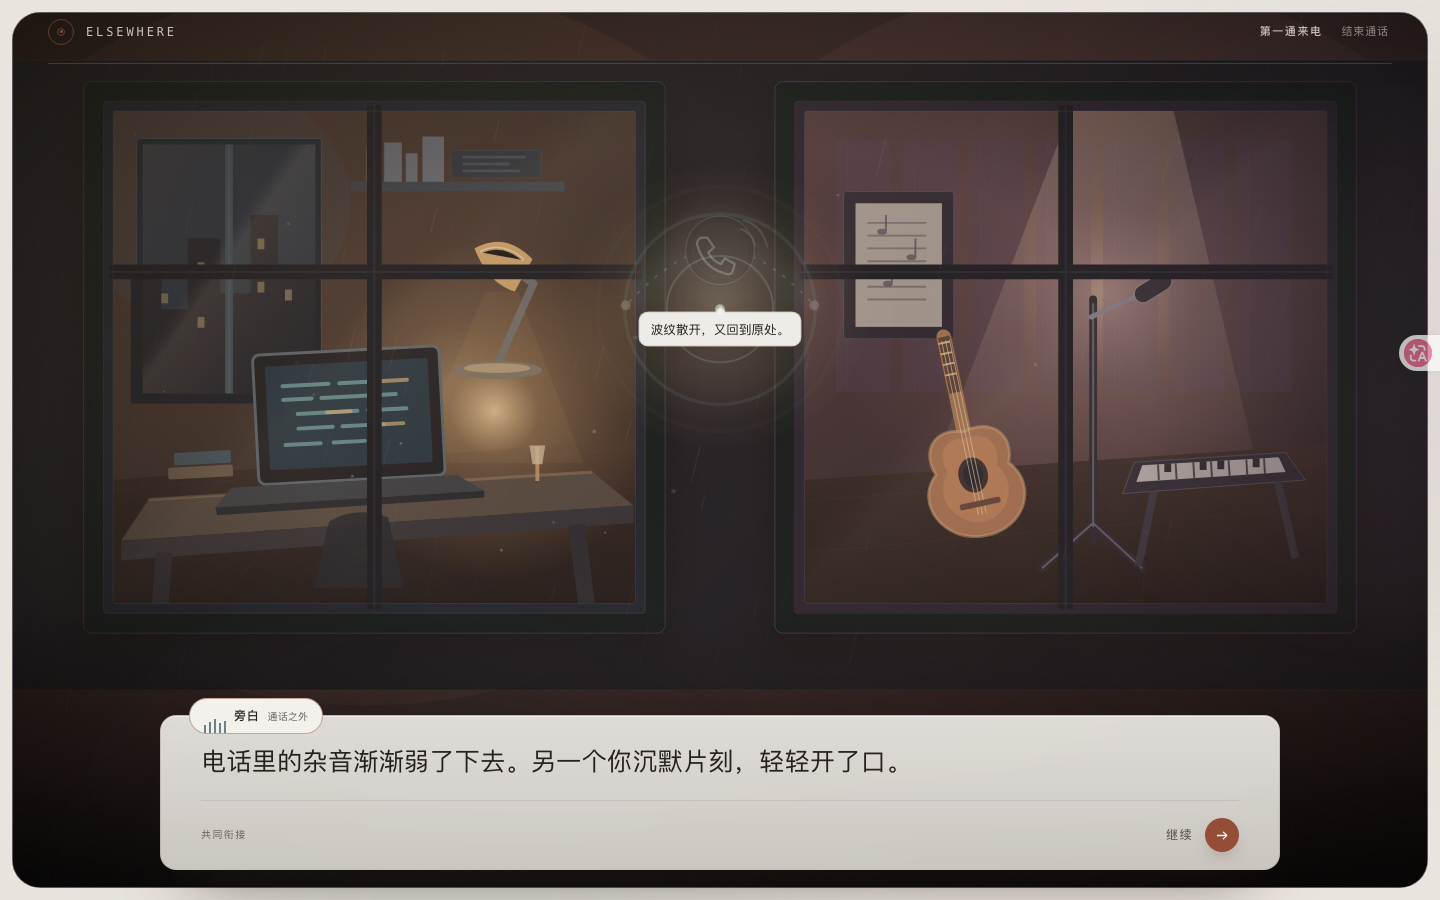 ELSEWHERE
第一通来电
结束通话
波纹散开，又回到原处。
旁白
通话之外
电话里的杂音渐渐弱了下去。另一个你沉默片刻，轻轻开了口。
共同衔接
继续